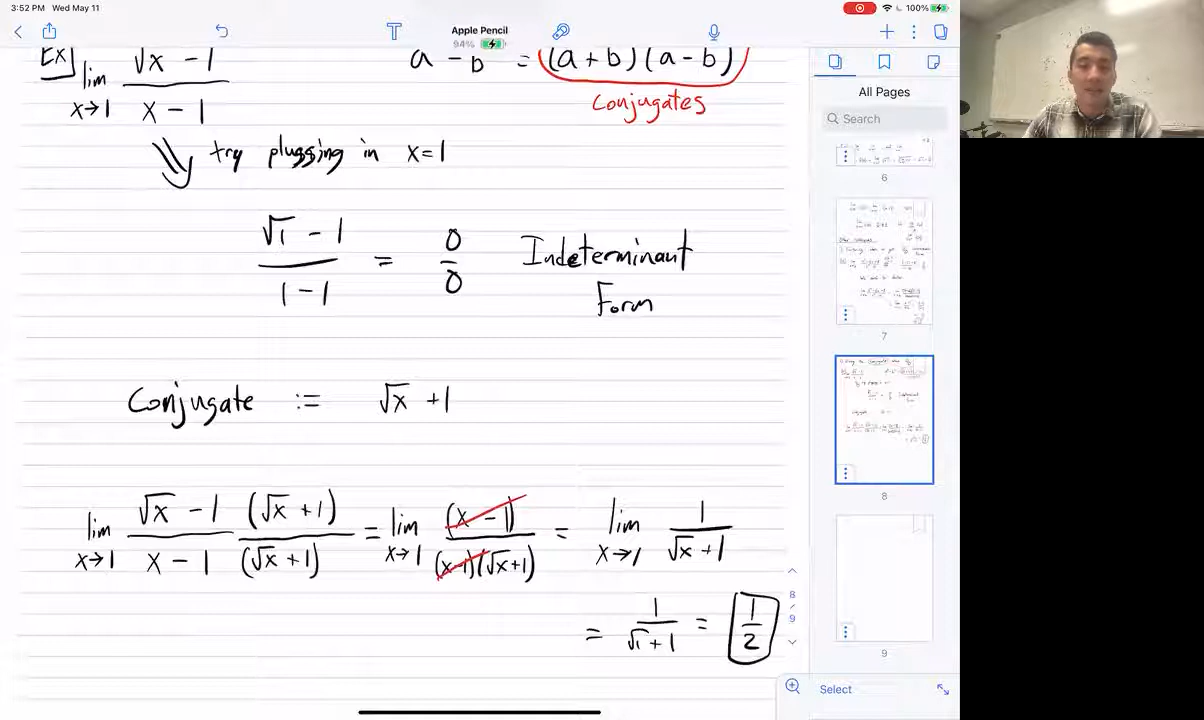 3:52 PM Wed May 11
100%
Apple Pencil
94%
Ex] lim x→1 √x - 1 / x - 1
a - b = (a + b)(a - b)
Conjugates
try plugging in x=1
√1 - 1 / 1 - 1 = 0/0 Indeterminant
Form
Conjugate := √x + 1
lim x→1 √x - 1 / x - 1 (√x + 1) / (√x + 1) = lim x→1 (x - 1) / (x-1)(√x+1) = lim x→1 1 / √x + 1
= 1 / √1 + 1 = 1/2
8
/
9
All Pages
Search
6
7
8
9
Select